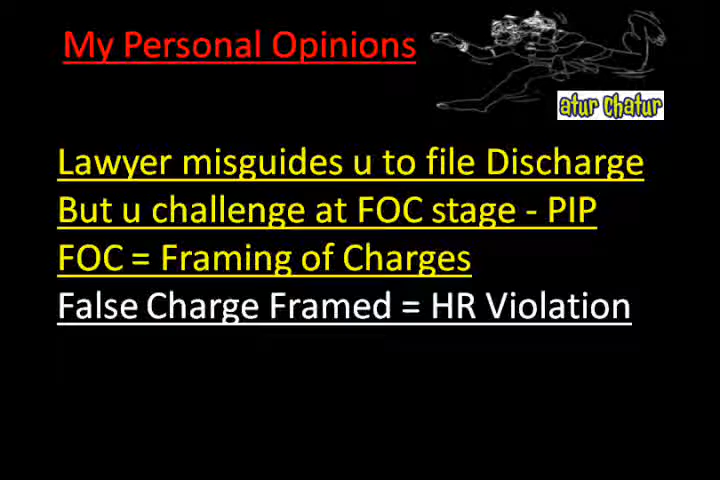 My Personal Opinions
atur chatur
Lawyer misguides u to file Discharge
But u challenge at FOC stage - PIP
FOC = Framing of Charges
False Charge Framed = HR Violation